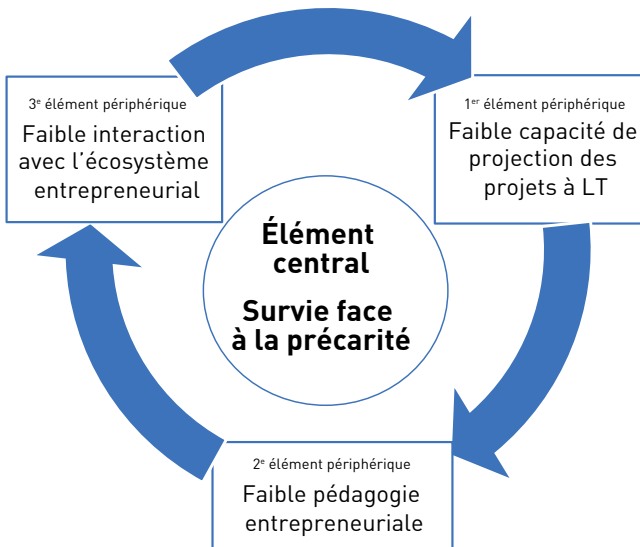 3e élément périphérique
Faible interaction
avec l'écosystème
entrepreneurial
1er élément périphérique
Faible capacité de
projection des
projets à LT
Élément
central
Survie face
à la précarité
2e élément périphérique
Faible pédagogie
entrepreneuriale